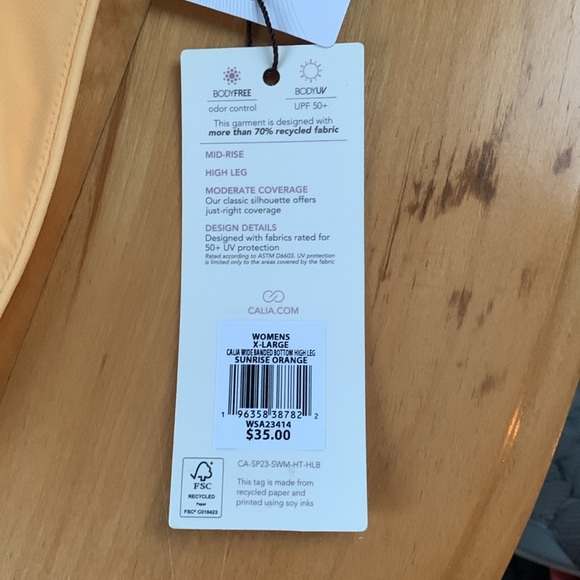 BODYFREE BODYUV
odor control UPF 50+
This garment is designed with
more than 70% recycled fabric
MID-RISE
HIGH LEG
MODERATE COVERAGE
Our classic silhouette offers
just-right coverage
DESIGN DETAILS
Designed with fabrics rated for
50+ UV protection
Rated according to ASTM D6603. UV protection
is limited only to the areas covered by the fabric
CALIA.COM
WOMENS
X-LARGE
CALIA WIDE BANDED BOTTOM HIGH LEG
SUNRISE ORANGE
1 96358 38782 2
WSA23414
$35.00
CA-SP23-SWM-HT-HLB
This tag is made from
recycled paper and
printed using soy inks
FSC
RECYCLED
Paper
FSC® C016423